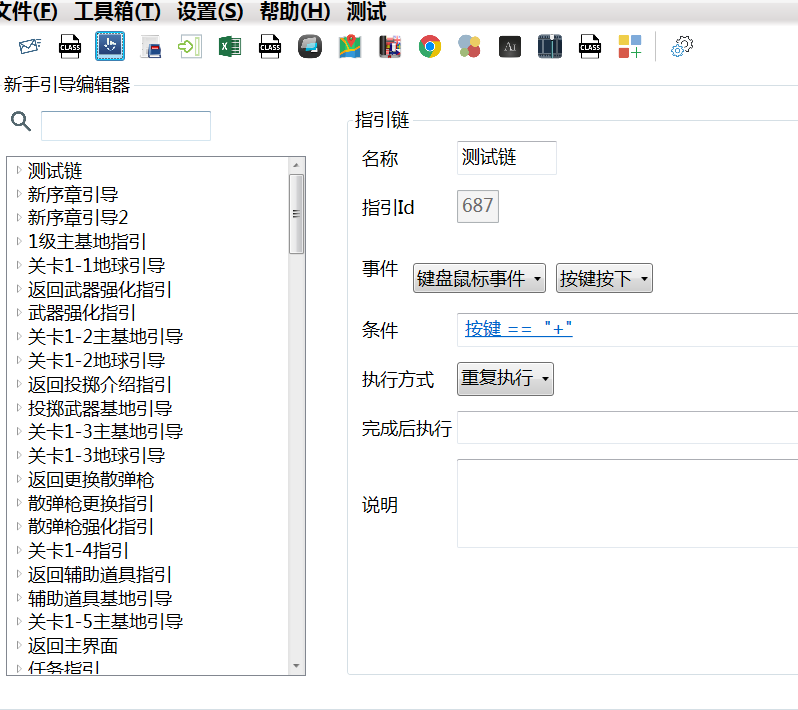 文件(F) 工具箱(T) 设置(S) 帮助(H) 测试
CLASS CLASS Ai CLASS
新手引导编辑器
测试链
新序章引导
新序章引导2
1级主基地指引
关卡1-1地球引导
返回武器强化指引
武器强化指引
关卡1-2主基地引导
关卡1-2地球引导
返回投掷介绍指引
投掷武器基地引导
关卡1-3主基地引导
关卡1-3地球引导
返回更换散弹枪
散弹枪更换指引
散弹枪强化指引
关卡1-4指引
返回辅助道具指引
辅助道具基地引导
关卡1-5主基地引导
返回主界面
任务指引
指引链
名称 测试链
指引Id 687
事件 键盘鼠标事件 按键按下
条件 按键 == "+"
执行方式 重复执行
完成后执行
说明